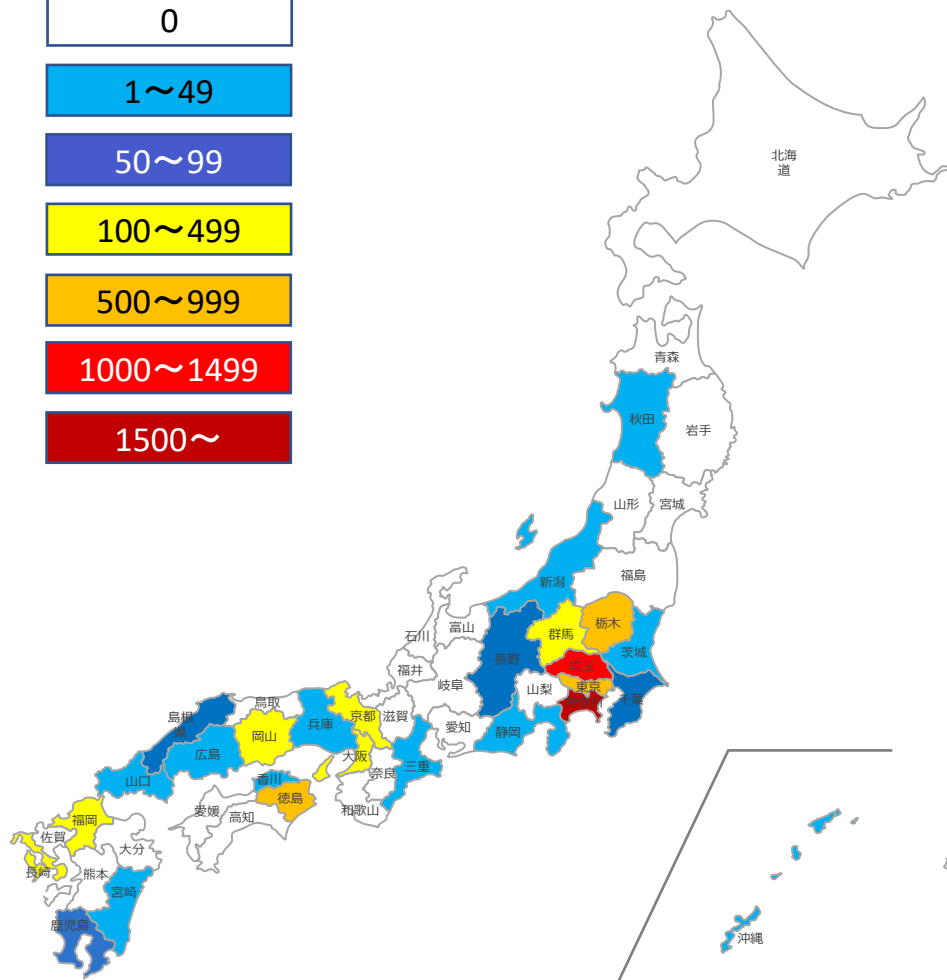 0
1～49
50～99
100～499
500～999
1000～1499
1500～
北海
道
青森
秋田
岩手
山形
宮城
新潟
福島
石川
富山
群馬
栃木
長野
茨城
福井
岐阜
埼玉
山梨
東京
千葉
鳥取
島根
県
兵庫
京都
滋賀
愛知
静岡
岡山
広島
大阪
奈良
三重
山口
香川
徳島
和歌山
愛媛
高知
福岡
佐賀
大分
長崎
熊本
宮崎
鹿児島
沖縄